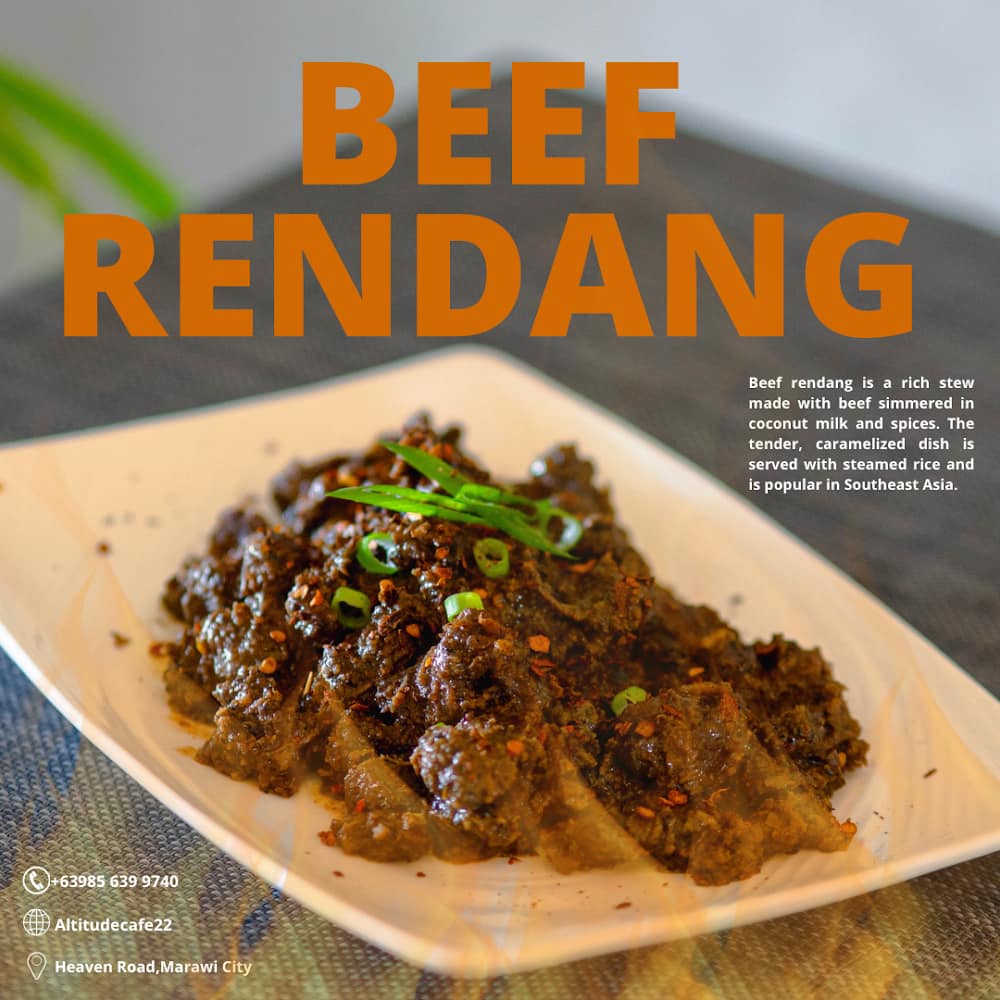 BEEF
RENDANG
Beef rendang is a rich stew
made with beef simmered in
coconut milk and spices. The
tender, caramelized dish is
served with steamed rice and
is popular in Southeast Asia.
+63985 639 9740
Altitudecafe22
Heaven Road,Marawi City